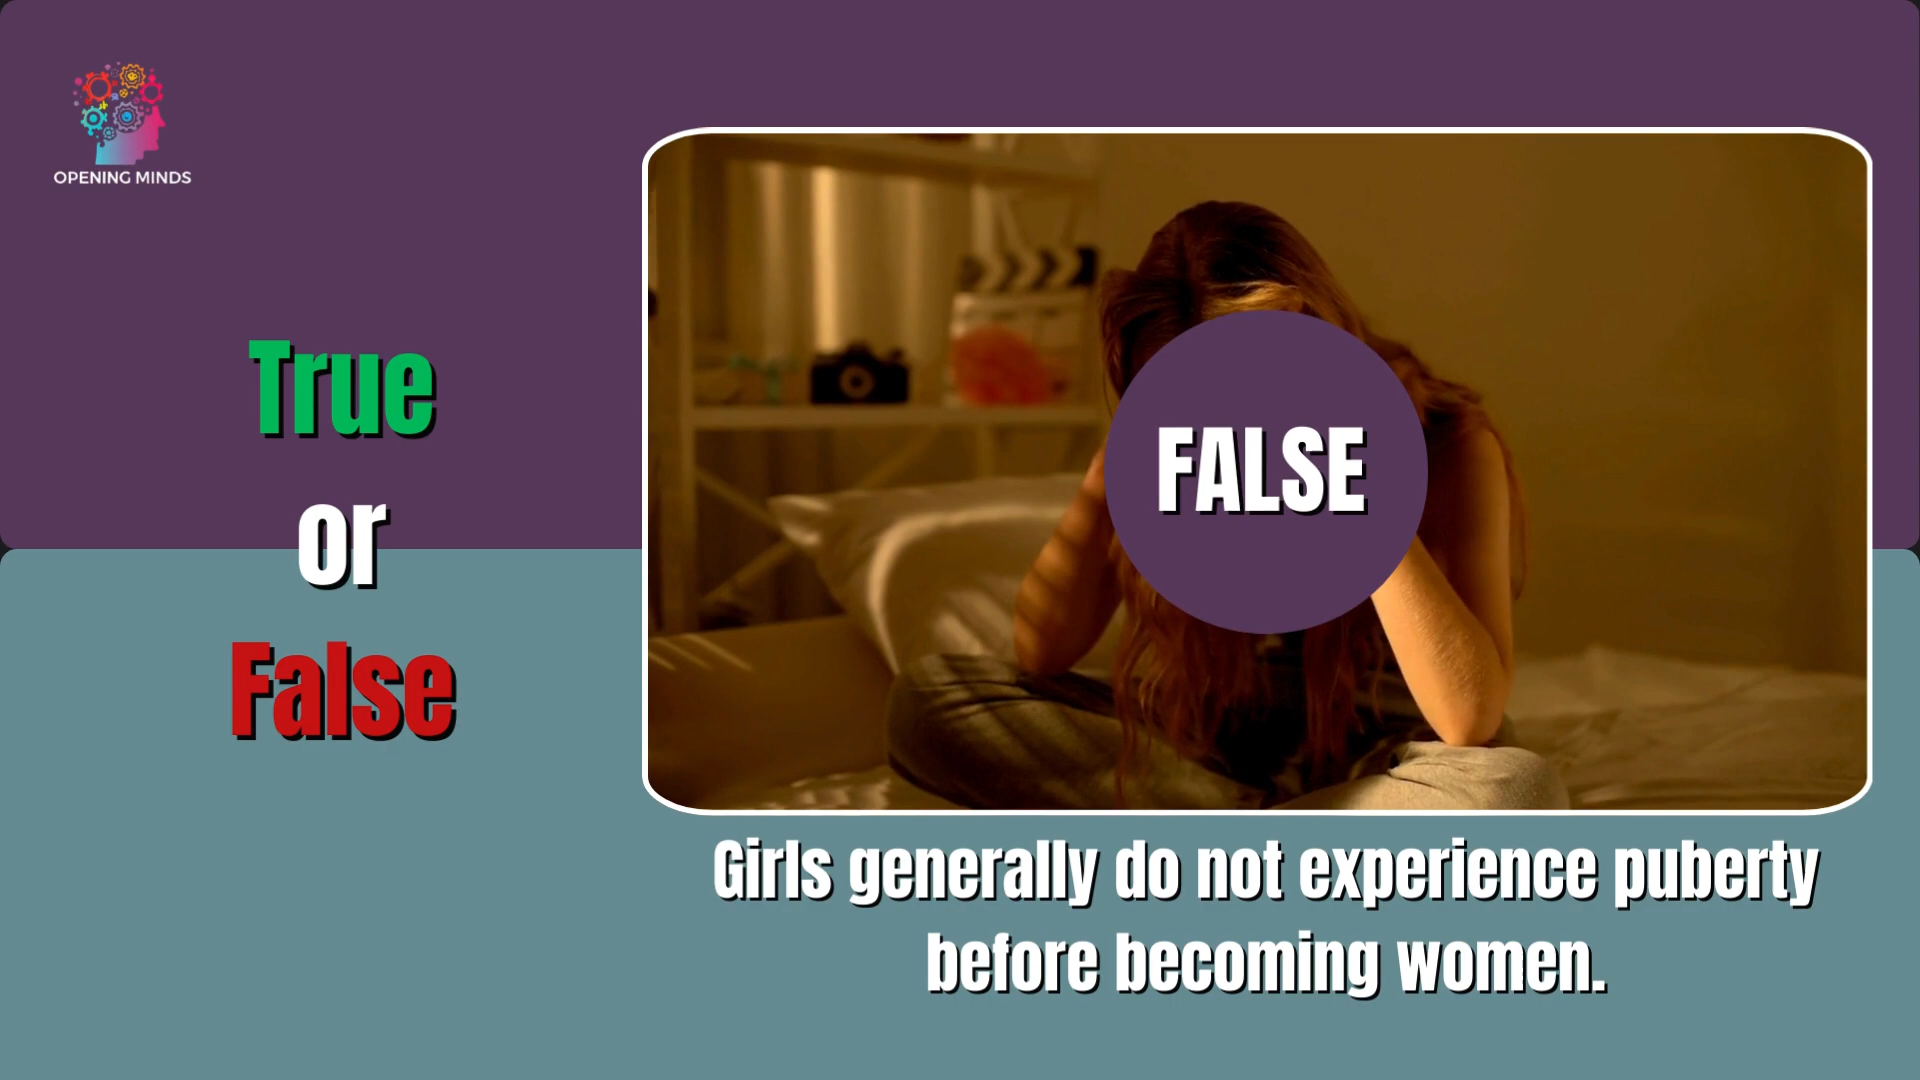 OPENING MINDS
True
or
False
FALSE
Girls generally do not experience puberty
before becoming women.